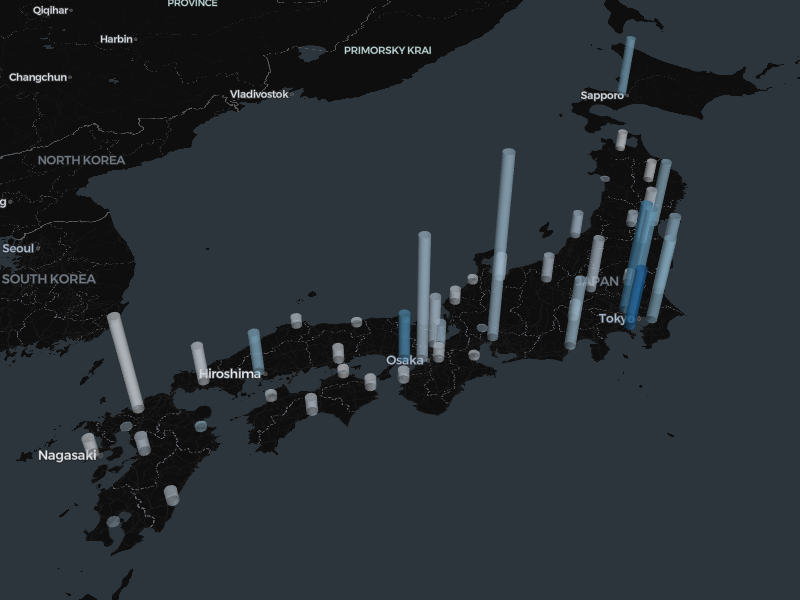 PROVINCE
Qiqihar
Harbin
PRIMORSKY KRAI
Changchun
Vladivostok
Sapporo
NORTH KOREA
g
Seoul
SOUTH KOREA
JAPAN
Tokyo
Osaka
Hiroshima
Nagasaki